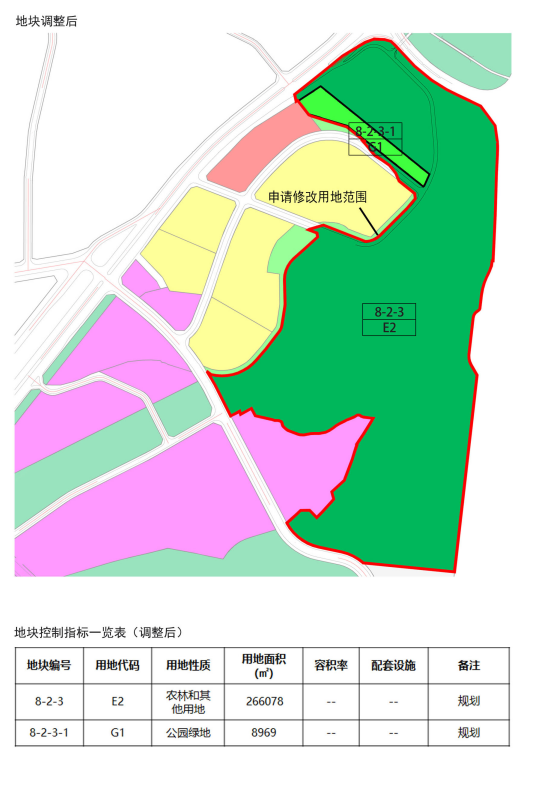 地块调整后
8-2-3-1
G1
申请修改用地范围
8-2-3
E2
地块控制指标一览表（调整后）
地块编号 用地代码 用地性质 用地面积(㎡) 容积率 配套设施 备注
8-2-3 E2 农林和其他用地 266078 -- -- 规划
8-2-3-1 G1 公园绿地 8969 -- -- 规划